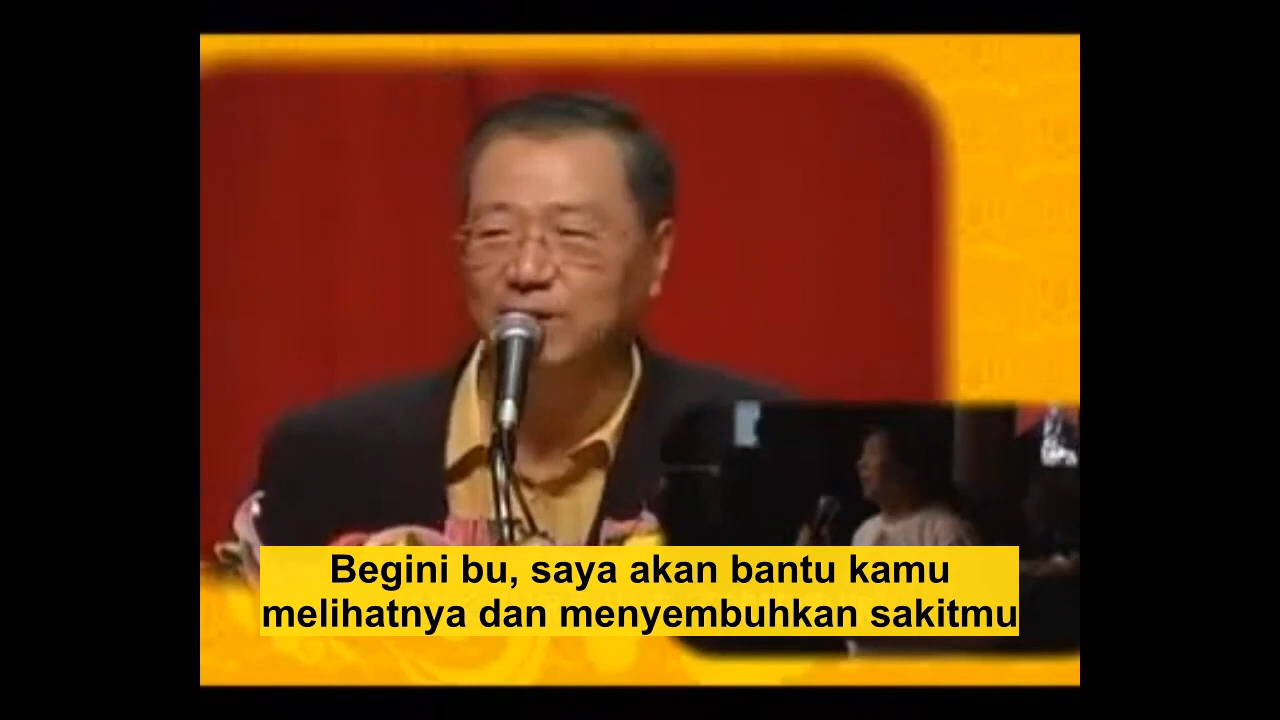 Begini bu, saya akan bantu kamu
melihatnya dan menyembuhkan sakitmu